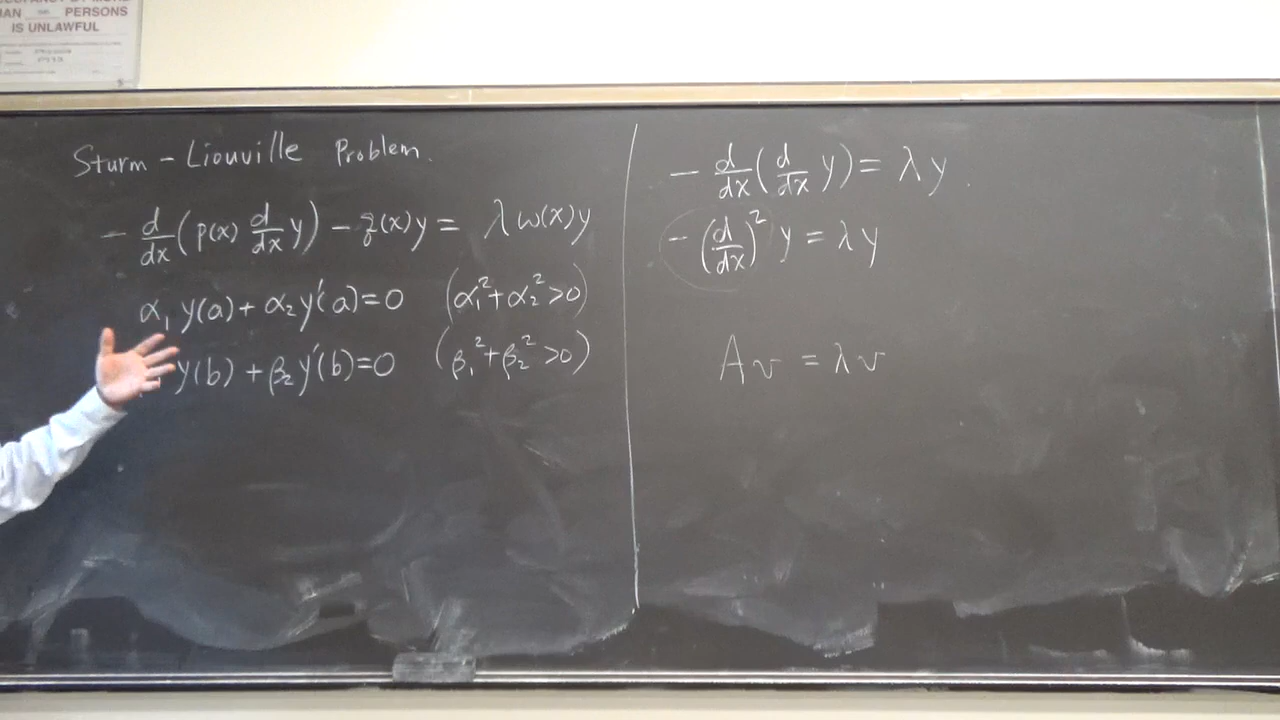 IS UNLAWFUL
PERSONS
Sturm - Liouville Problem.
- d/dx (p(x) d/dx y) - q(x)y = λ w(x)y
α₁ y(a) + α₂ y'(a) = 0 (α₁² + α₂² > 0)
y(b) + β₂ y'(b) = 0 (β₁² + β₂² > 0)
- d/dx (d/dx y) = λ y
- (d/dx)² y = λ y
A v = λ v